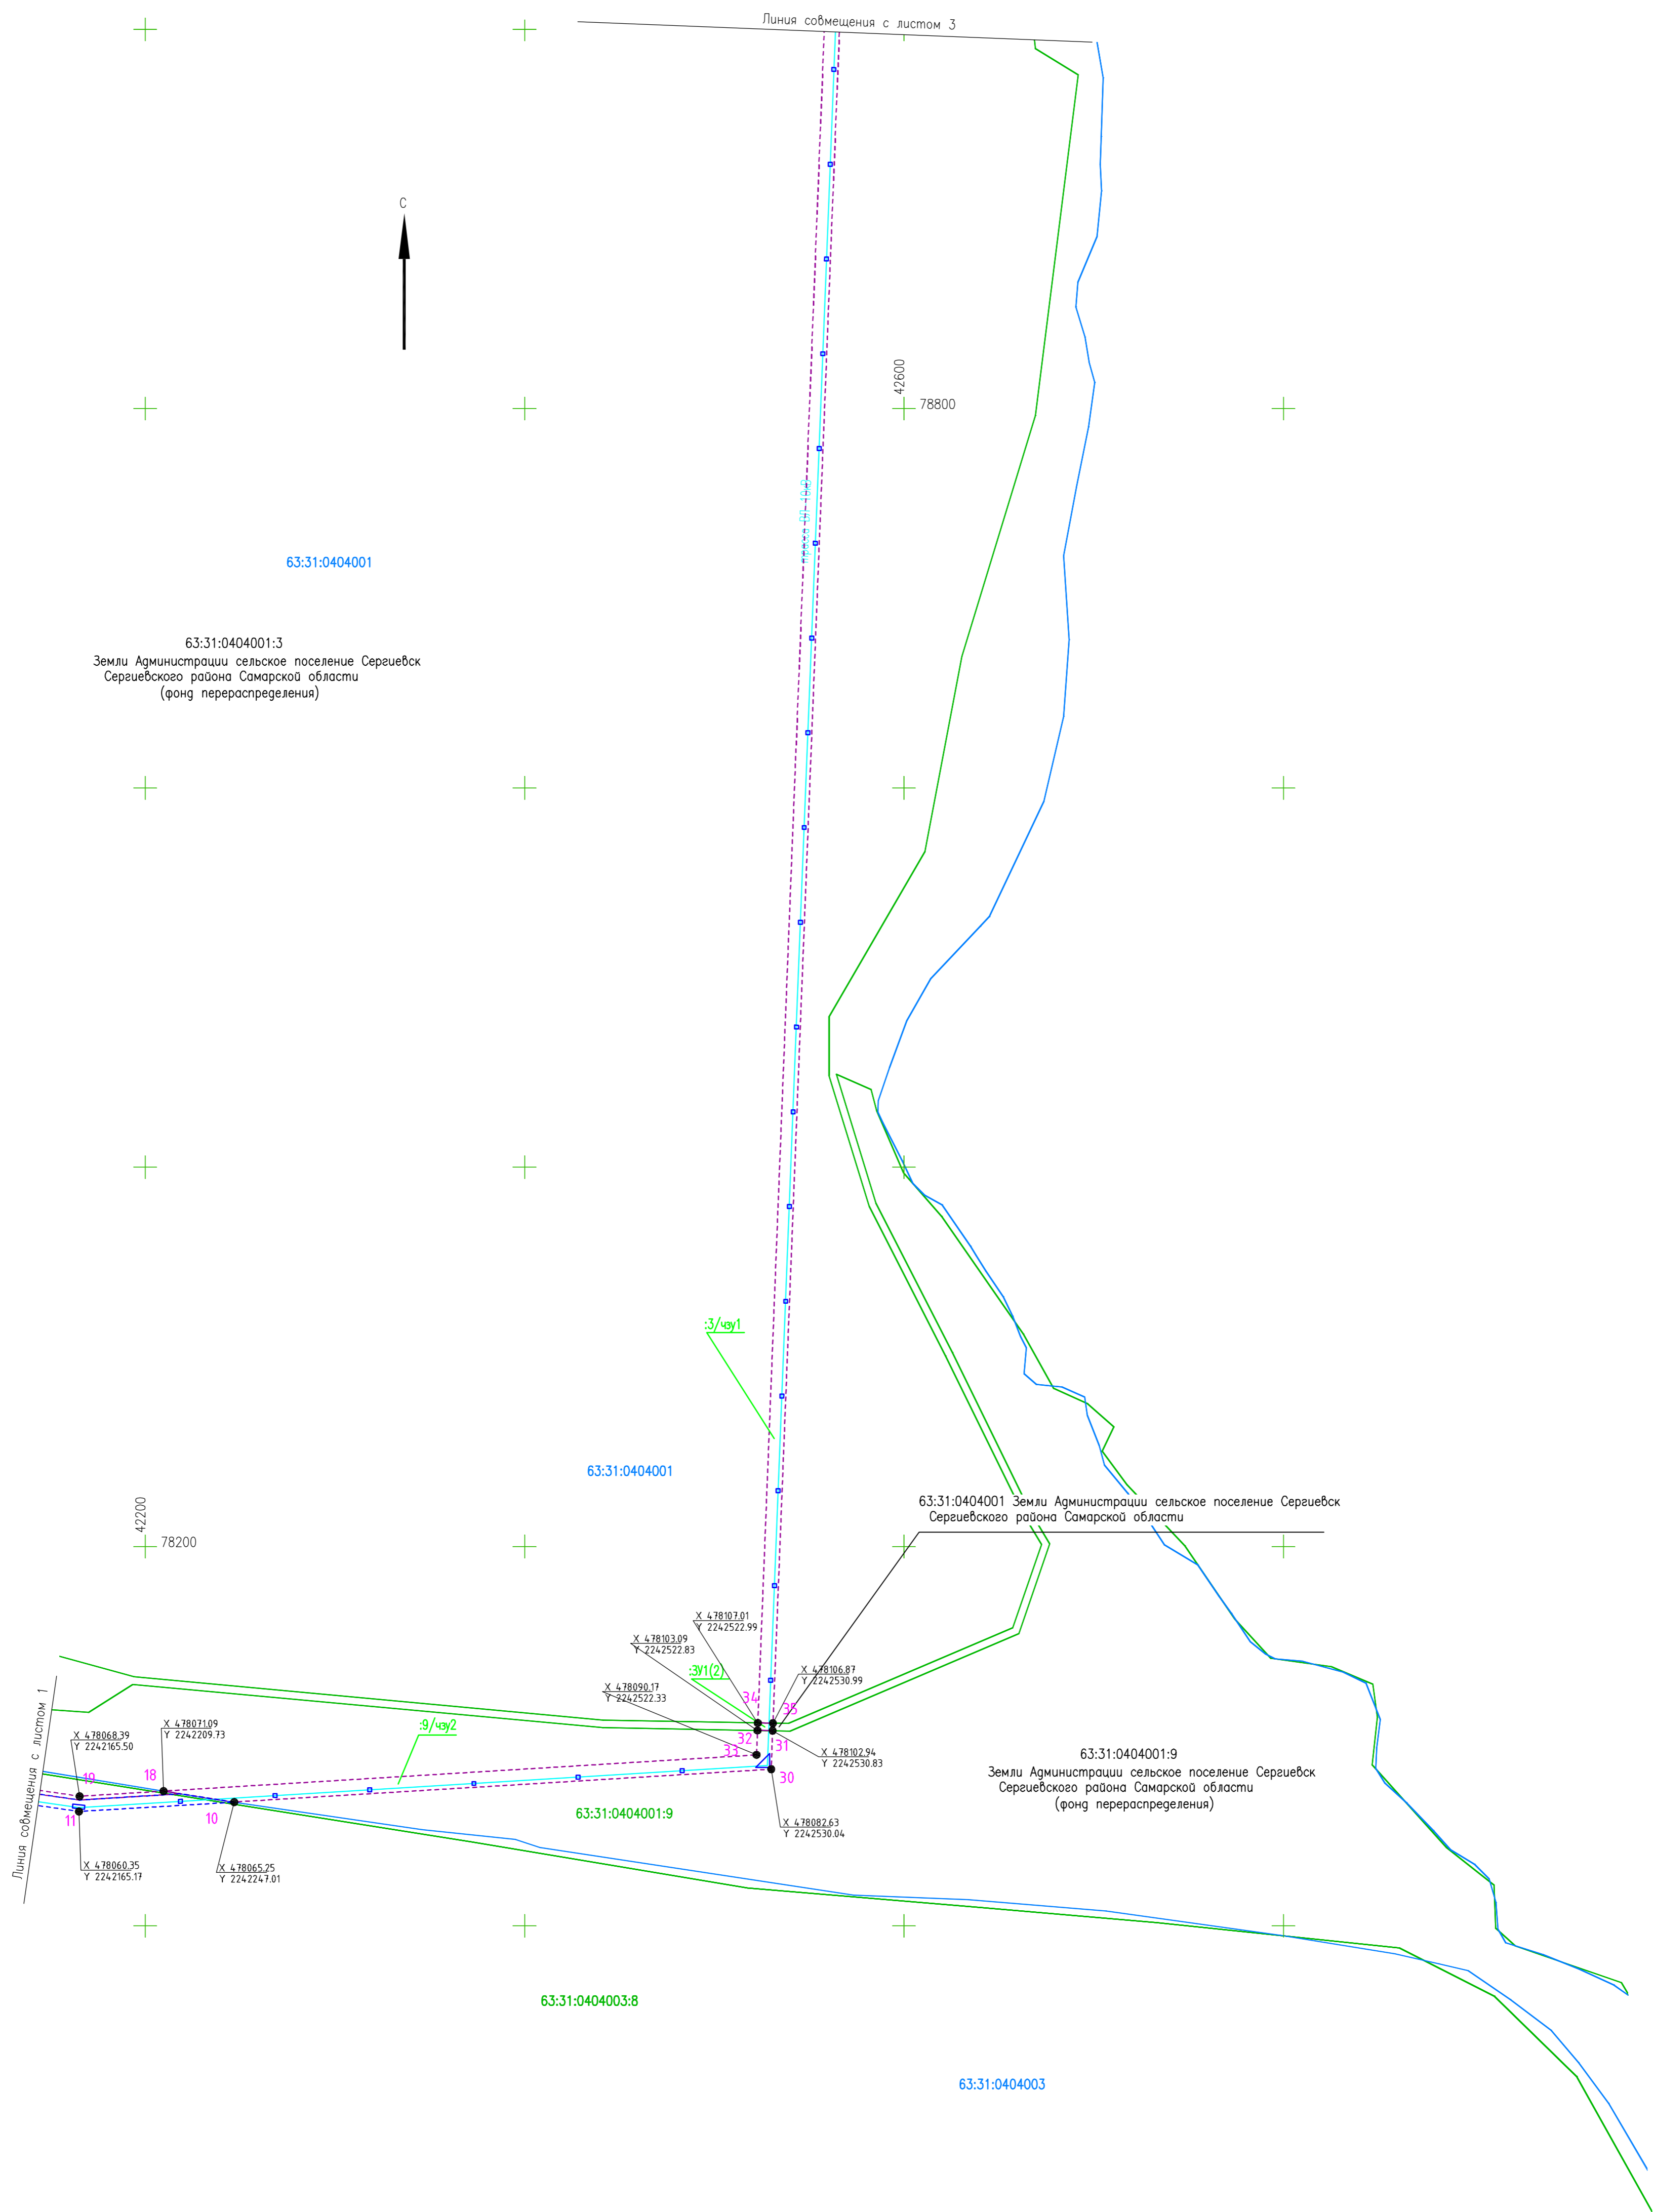 Линия совмещения с листом 3
С
42600
78800
63:31:0404001
63:31:0404001:3
Земли Администрации сельское поселение Сергиевск
Сергиевского района Самарской области
(фонд перераспределения)
:3/чзу1
63:31:0404001
63:31:0404001 Земли Администрации сельское поселение Сергиевск
Сергиевского района Самарской области
42200
78200
X 478107.01
Y 2242522.99
X 478103.09
Y 2242522.83
X 478106.87
Y 2242530.99
:ЗУ1(2)
X 478090.17
Y 2242522.33
34
35
Линия совмещения с листом 1
X 478068.39
Y 2242165.50
X 478071.09
Y 2242209.73
:9/чзу2
32
33
31
X 478102.94
Y 2242530.83
63:31:0404001:9
Земли Администрации сельское поселение Сергиевск
Сергиевского района Самарской области
(фонд перераспределения)
19
18
30
11
10
63:31:0404001:9
X 478082.63
Y 2242530.04
X 478060.35
Y 2242165.17
X 478065.25
Y 2242247.01
63:31:0404003:8
63:31:0404003